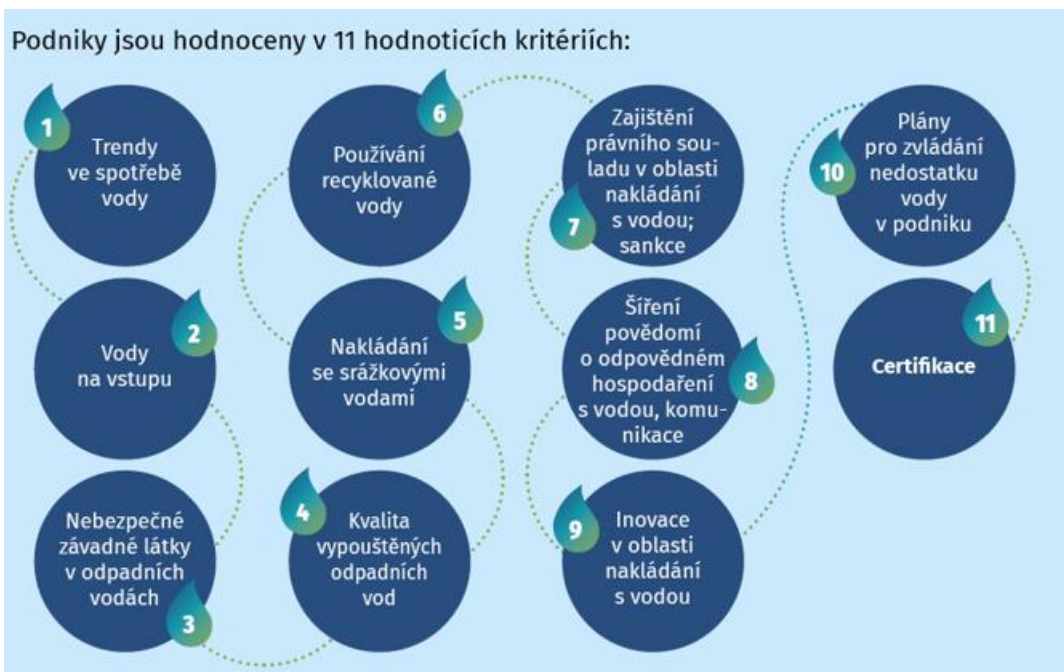 Podniky jsou hodnoceny v 11 hodnoticích kritériích:
1
Trendy
ve spotřebě
vody
2
Vody
na vstupu
3
Nebezpečné
závadné látky
v odpadních
vodách
4
Kvalita
vypouštěných
odpadních
vod
5
Nakládání
se srážkovými
vodami
6
Používání
recyklované
vody
7
Zajištění
právního sou-
ladu v oblasti
nakládání
s vodou;
sankce
8
Šíření
povědomí
o odpovědném
hospodaření
s vodou, komu-
nikace
9
Inovace
v oblasti
nakládání
s vodou
10
Plány
pro zvládání
nedostatku
vody
v podniku
11
Certifikace